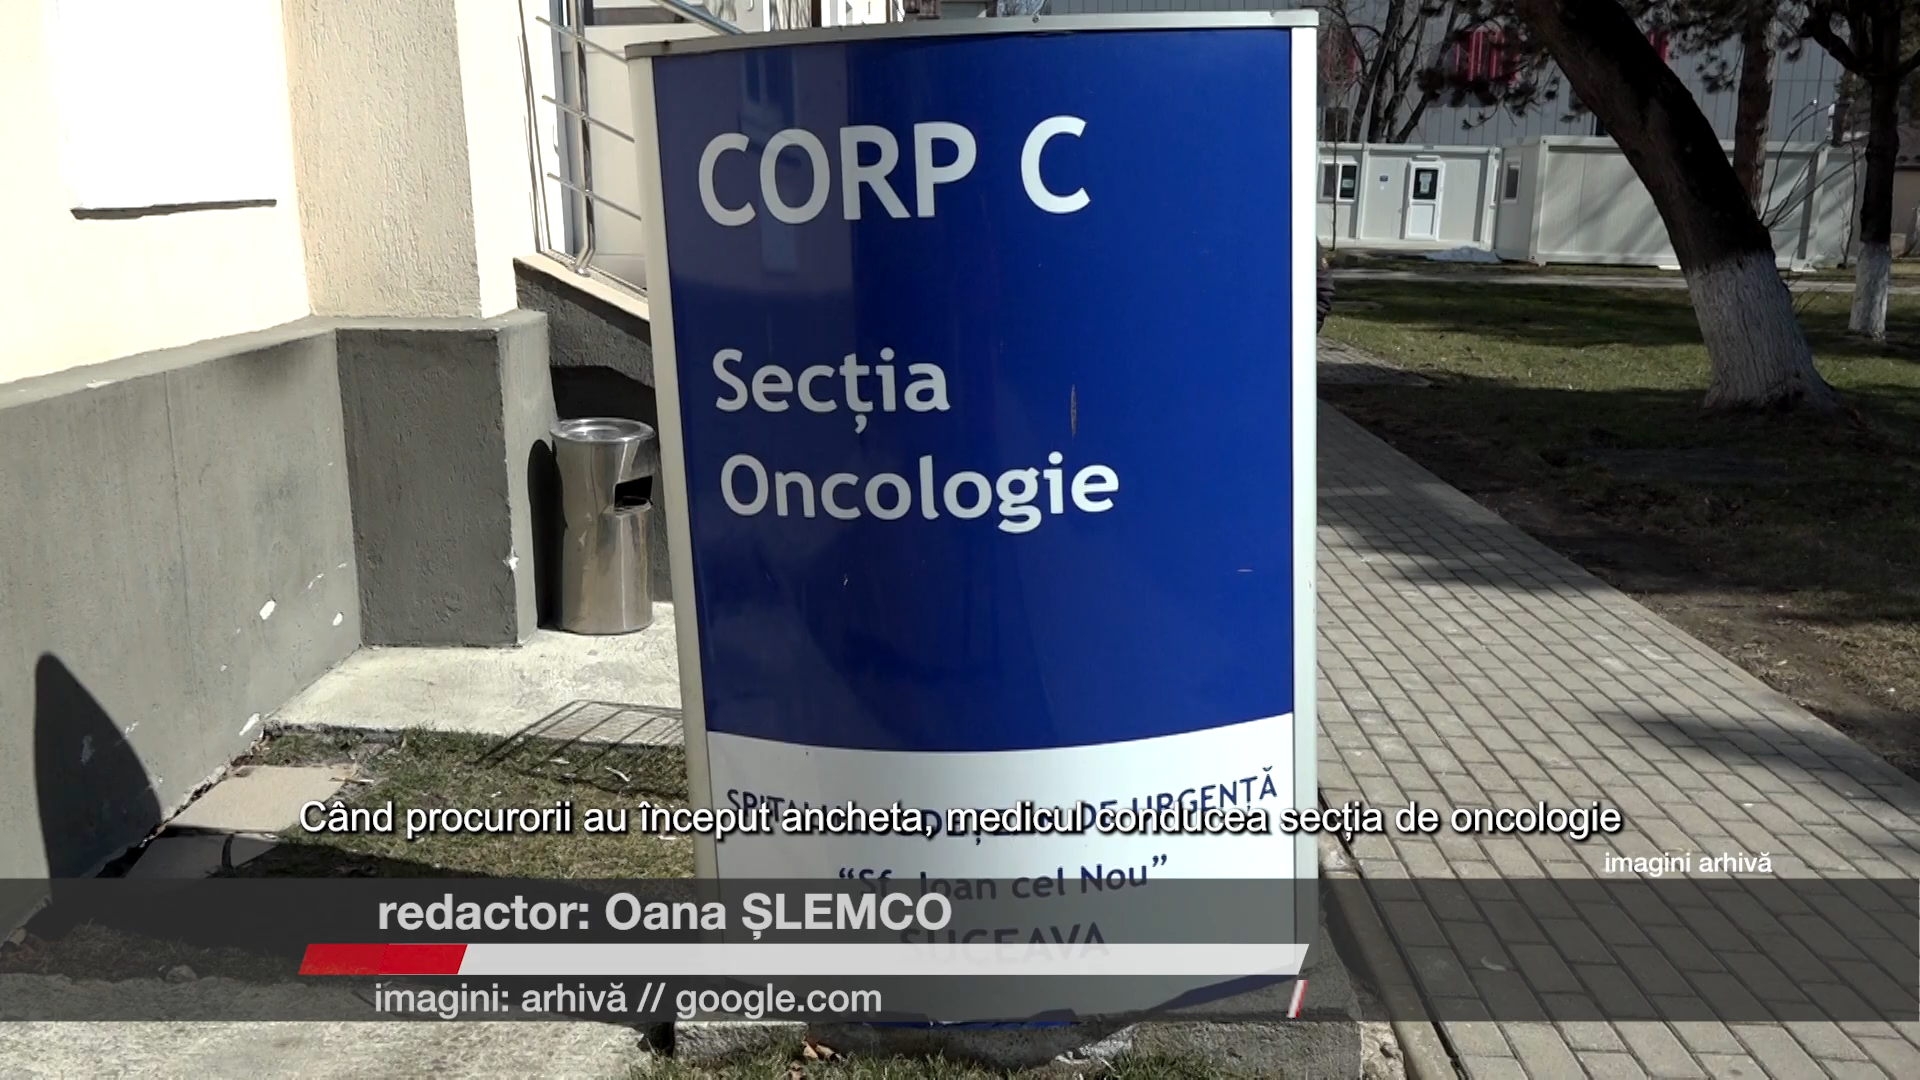 CORP C
Secția
Oncologie
DE URGENȚĂ
Când procurorii au început ancheta, medicul conducea secția de oncologie
imagini arhivă
“Sf. Ioan cel Nou”
redactor: Oana ȘLEMCO
SUCEAVA
imagini: arhivă // google.com